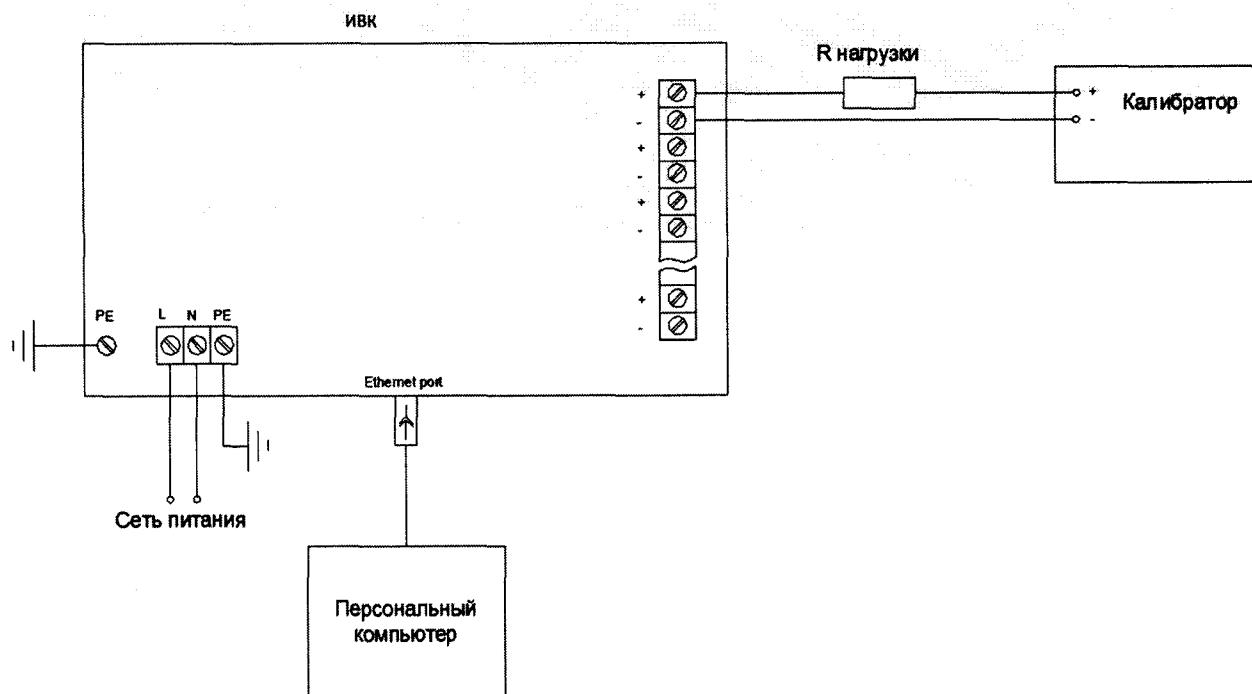 ИВК
R нагрузки
+
+
Калибратор
-
-
+
-
+
-
+
-
PE
L N PE
Ethernet port
Сеть питания
Персональный
компьютер